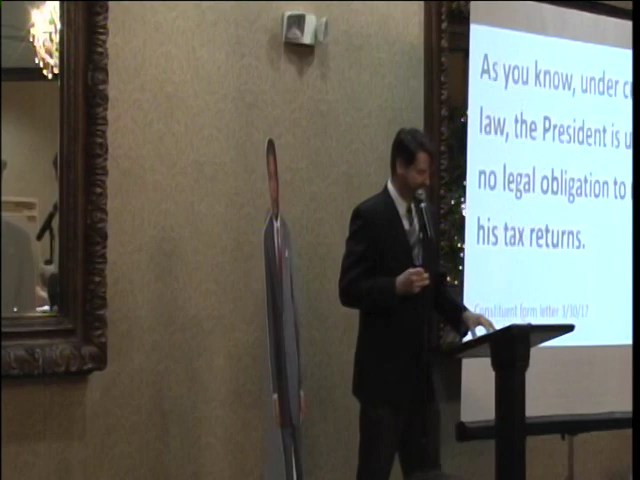 As you know, under c
law, the President is u
no legal obligation to
his tax returns.
Constituent form letter 3/30/17